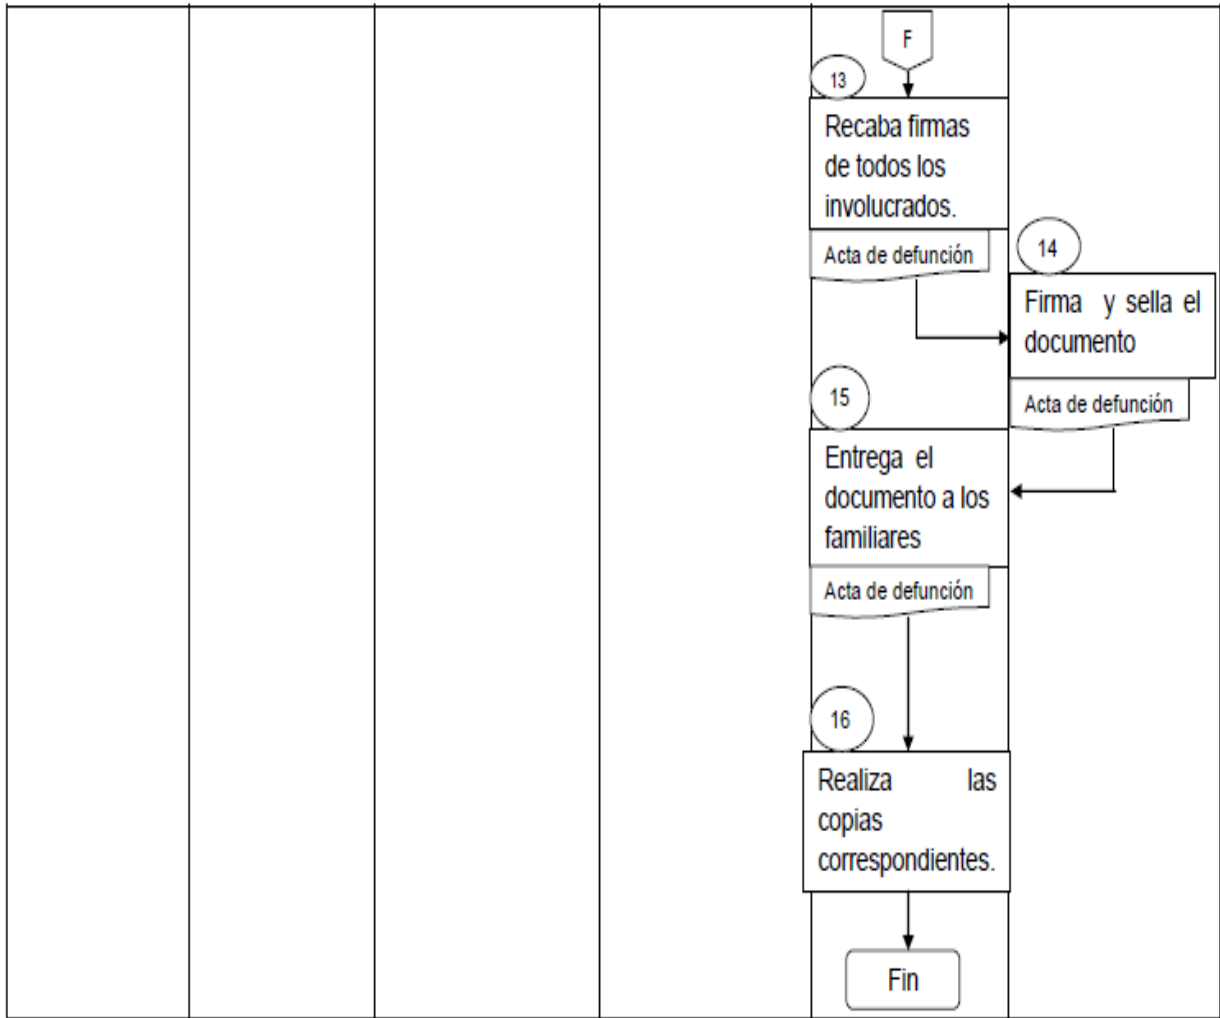 F
13
Recaba firmas
de todos los
involucrados.
Acta de defunción
14
Firma y sella el
documento
Acta de defunción
15
Entrega el
documento a los
familiares
Acta de defunción
16
Realiza las
copias
correspondientes.
Fin